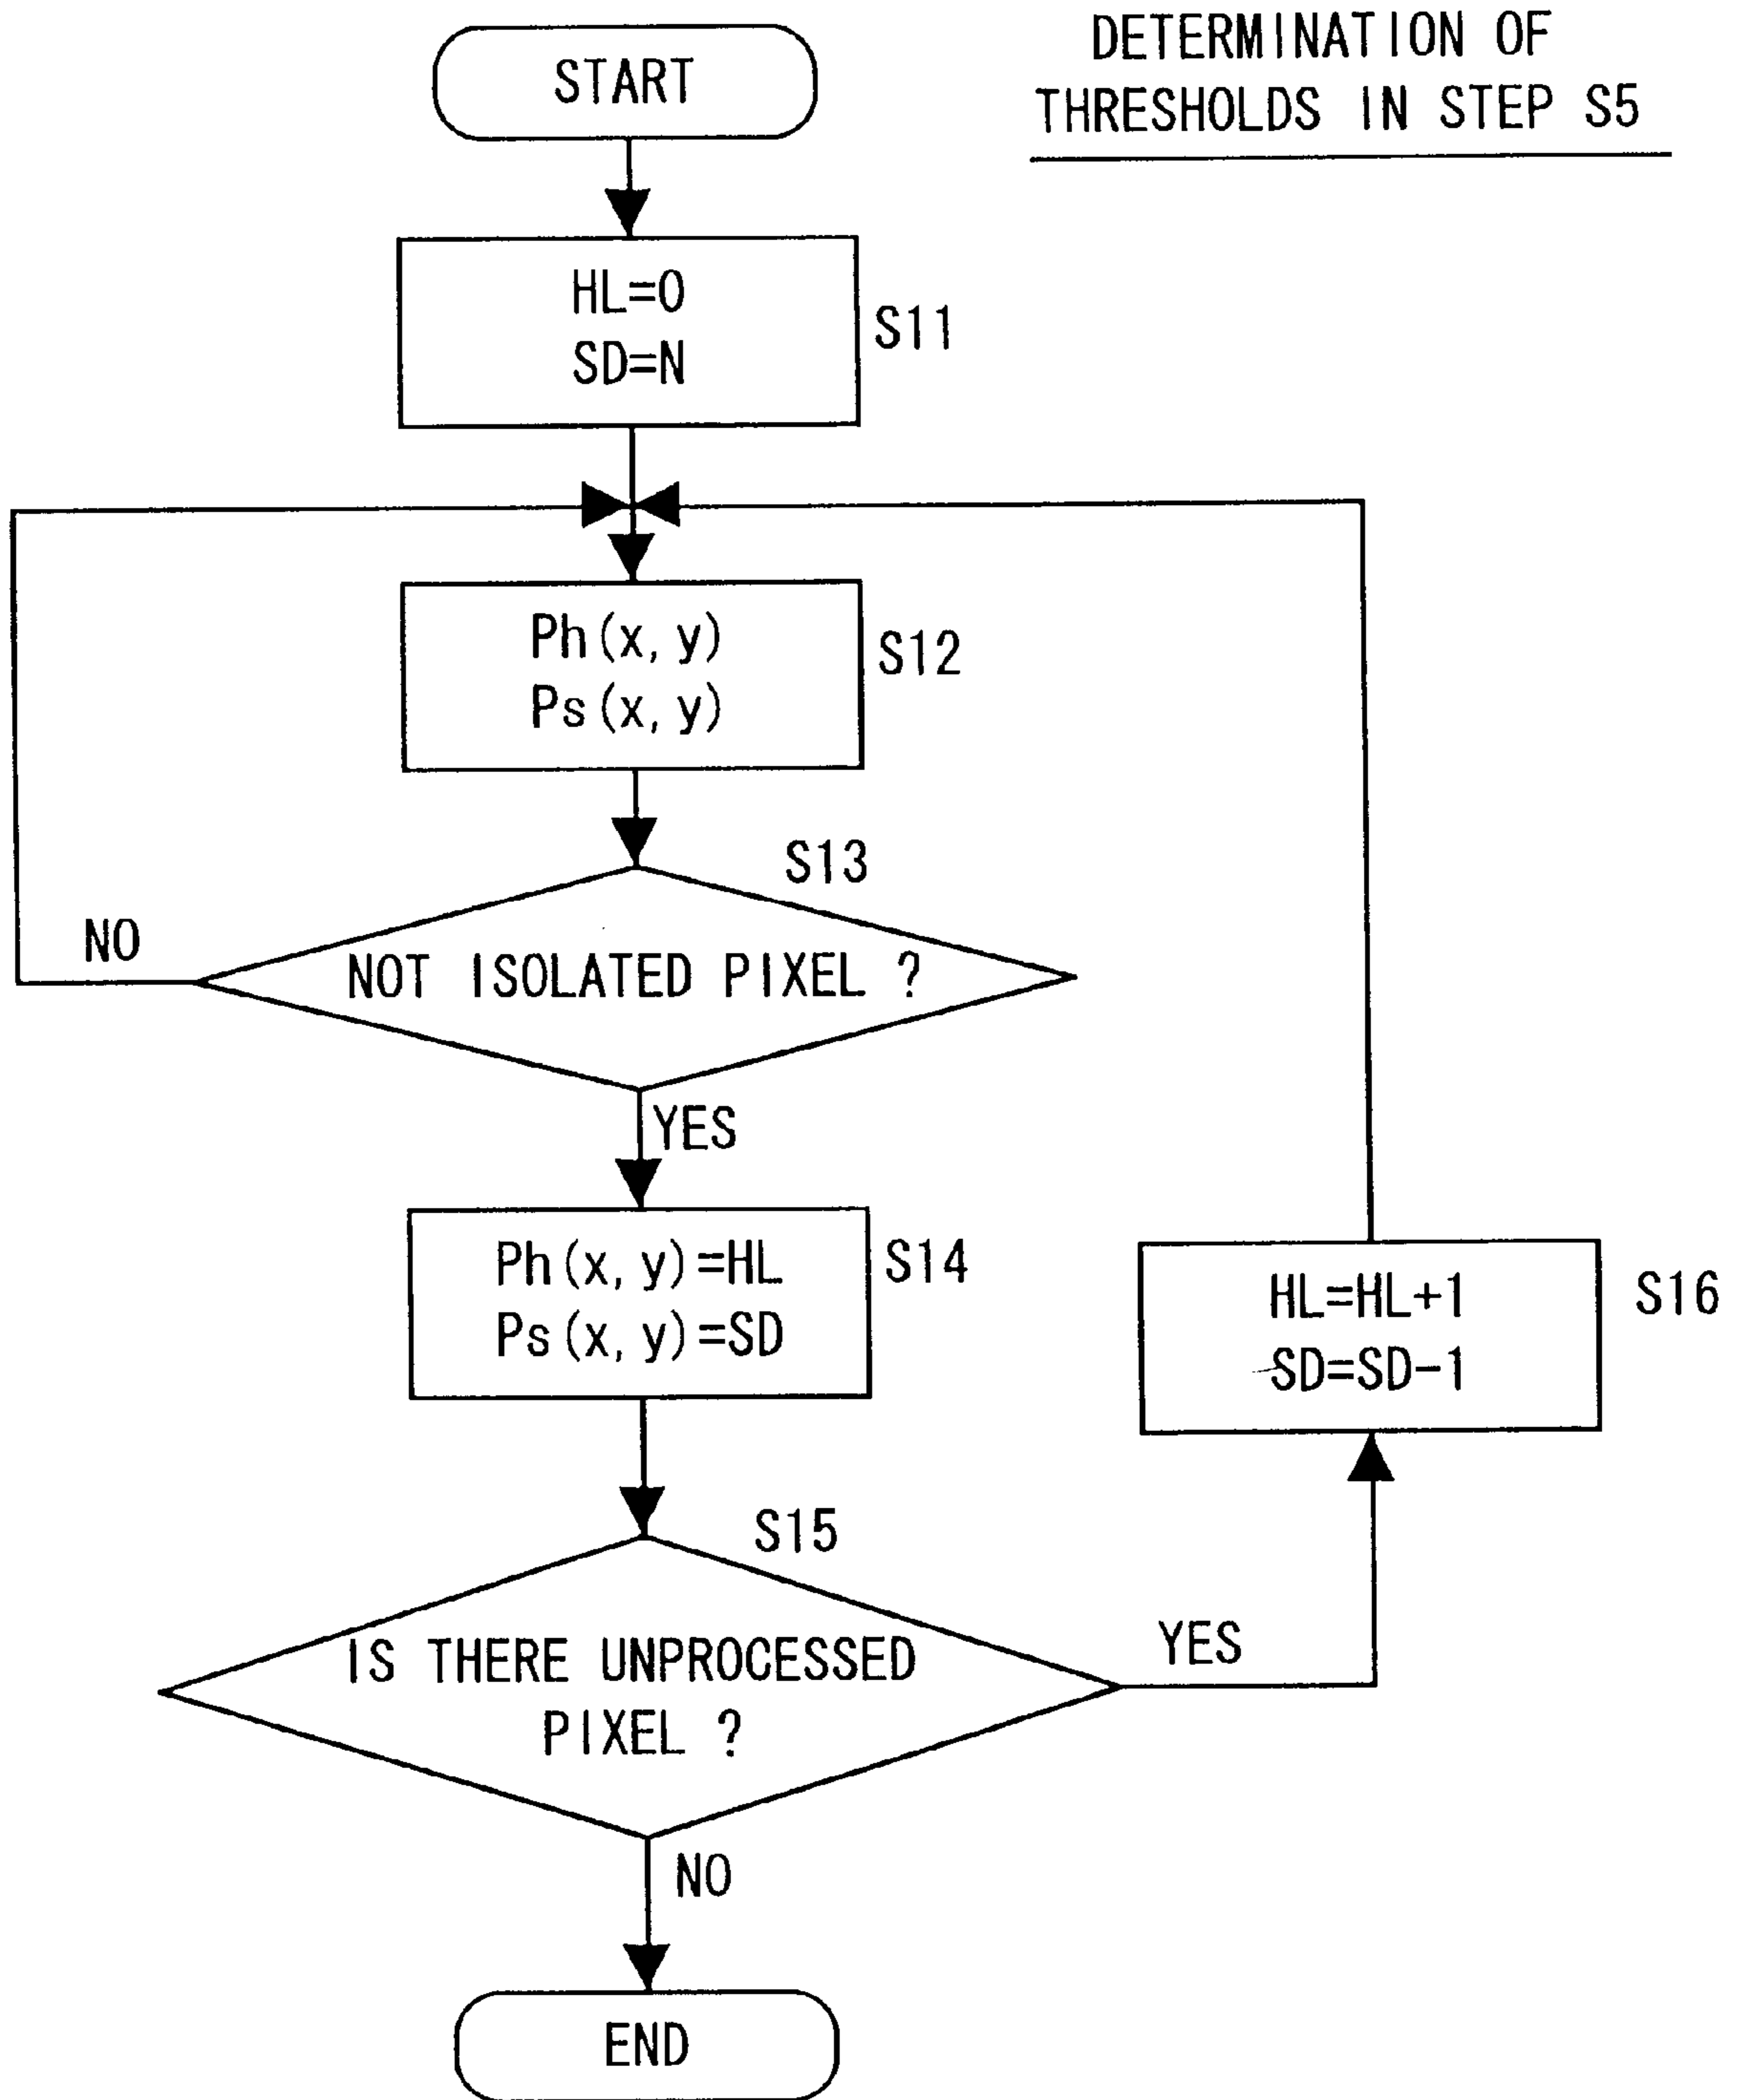 DETERMINATION OF
THRESHOLDS IN STEP S5
START
HL=0
SD=N
S11
Ph(x, y)
Ps(x, y)
S12
S13
NO
NOT ISOLATED PIXEL ?
YES
Ph(x, y)=HL
Ps(x, y)=SD
S14
HL=HL+1
SD=SD-1
S16
S15
IS THERE UNPROCESSED
PIXEL ?
YES
NO
END